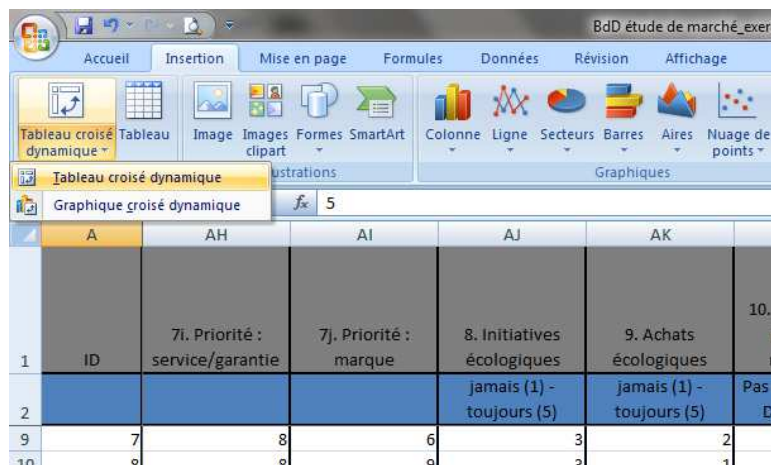 BdD étude de marché_exer
Accueil Insertion Mise en page Formules Données Révision Affichage
Tableau croisé Tableau Image Images Formes SmartArt Colonne Ligne Secteurs Barres Aires Nuage de
dynamique clipart points
ustrations Graphiques
Tableau croisé dynamique
Graphique croisé dynamique
fx 5
A AH AI AJ AK
10.
7i. Priorité : 7j. Priorité : 8. Initiatives 9. Achats
1 ID service/garantie marque écologiques écologiques
jamais (1) - jamais (1) - Pas
2 toujours (5) toujours (5) D
9 7 8 6 3 2
10 8 8 9 3 1